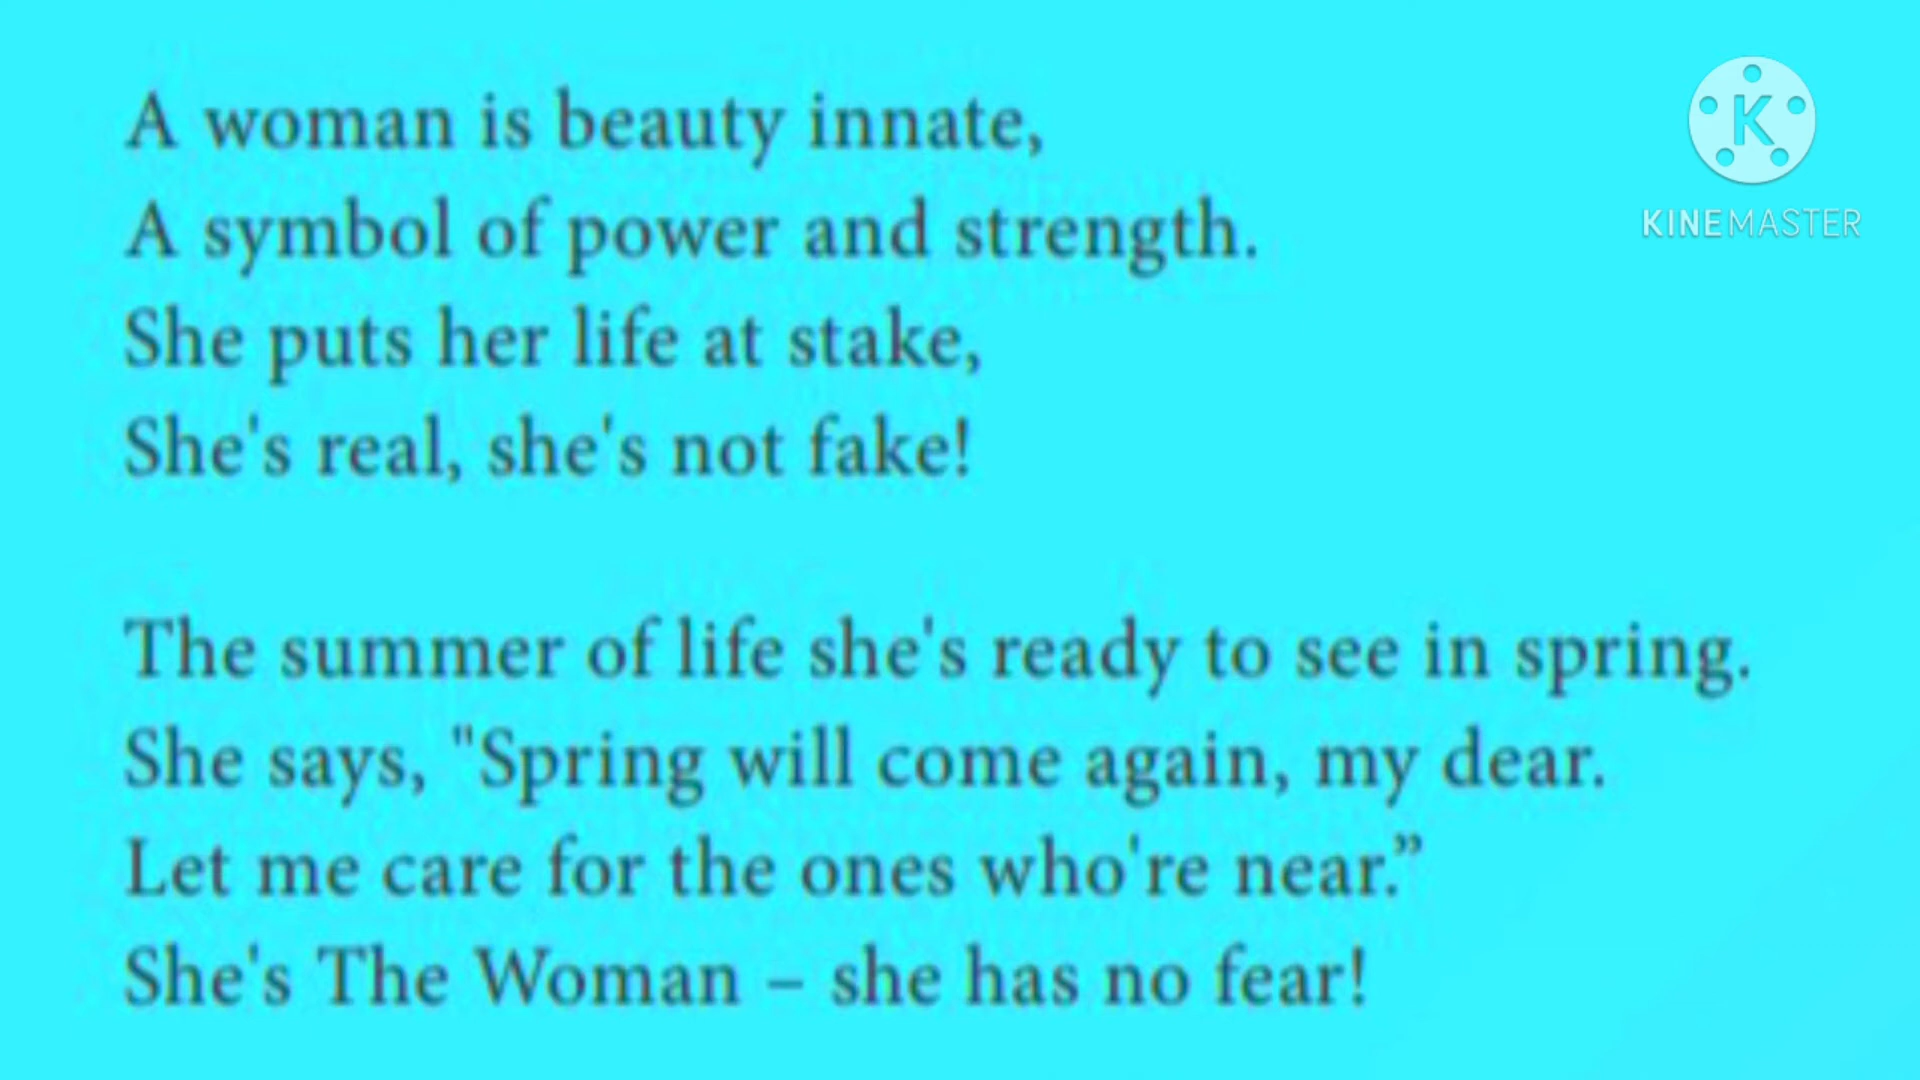 A woman is beauty innate,
A symbol of power and strength.
She puts her life at stake,
She's real, she's not fake!
The summer of life she's ready to see in spring.
She says, "Spring will come again, my dear.
Let me care for the ones who're near.”
She's The Woman – she has no fear!
K
KINEMASTER